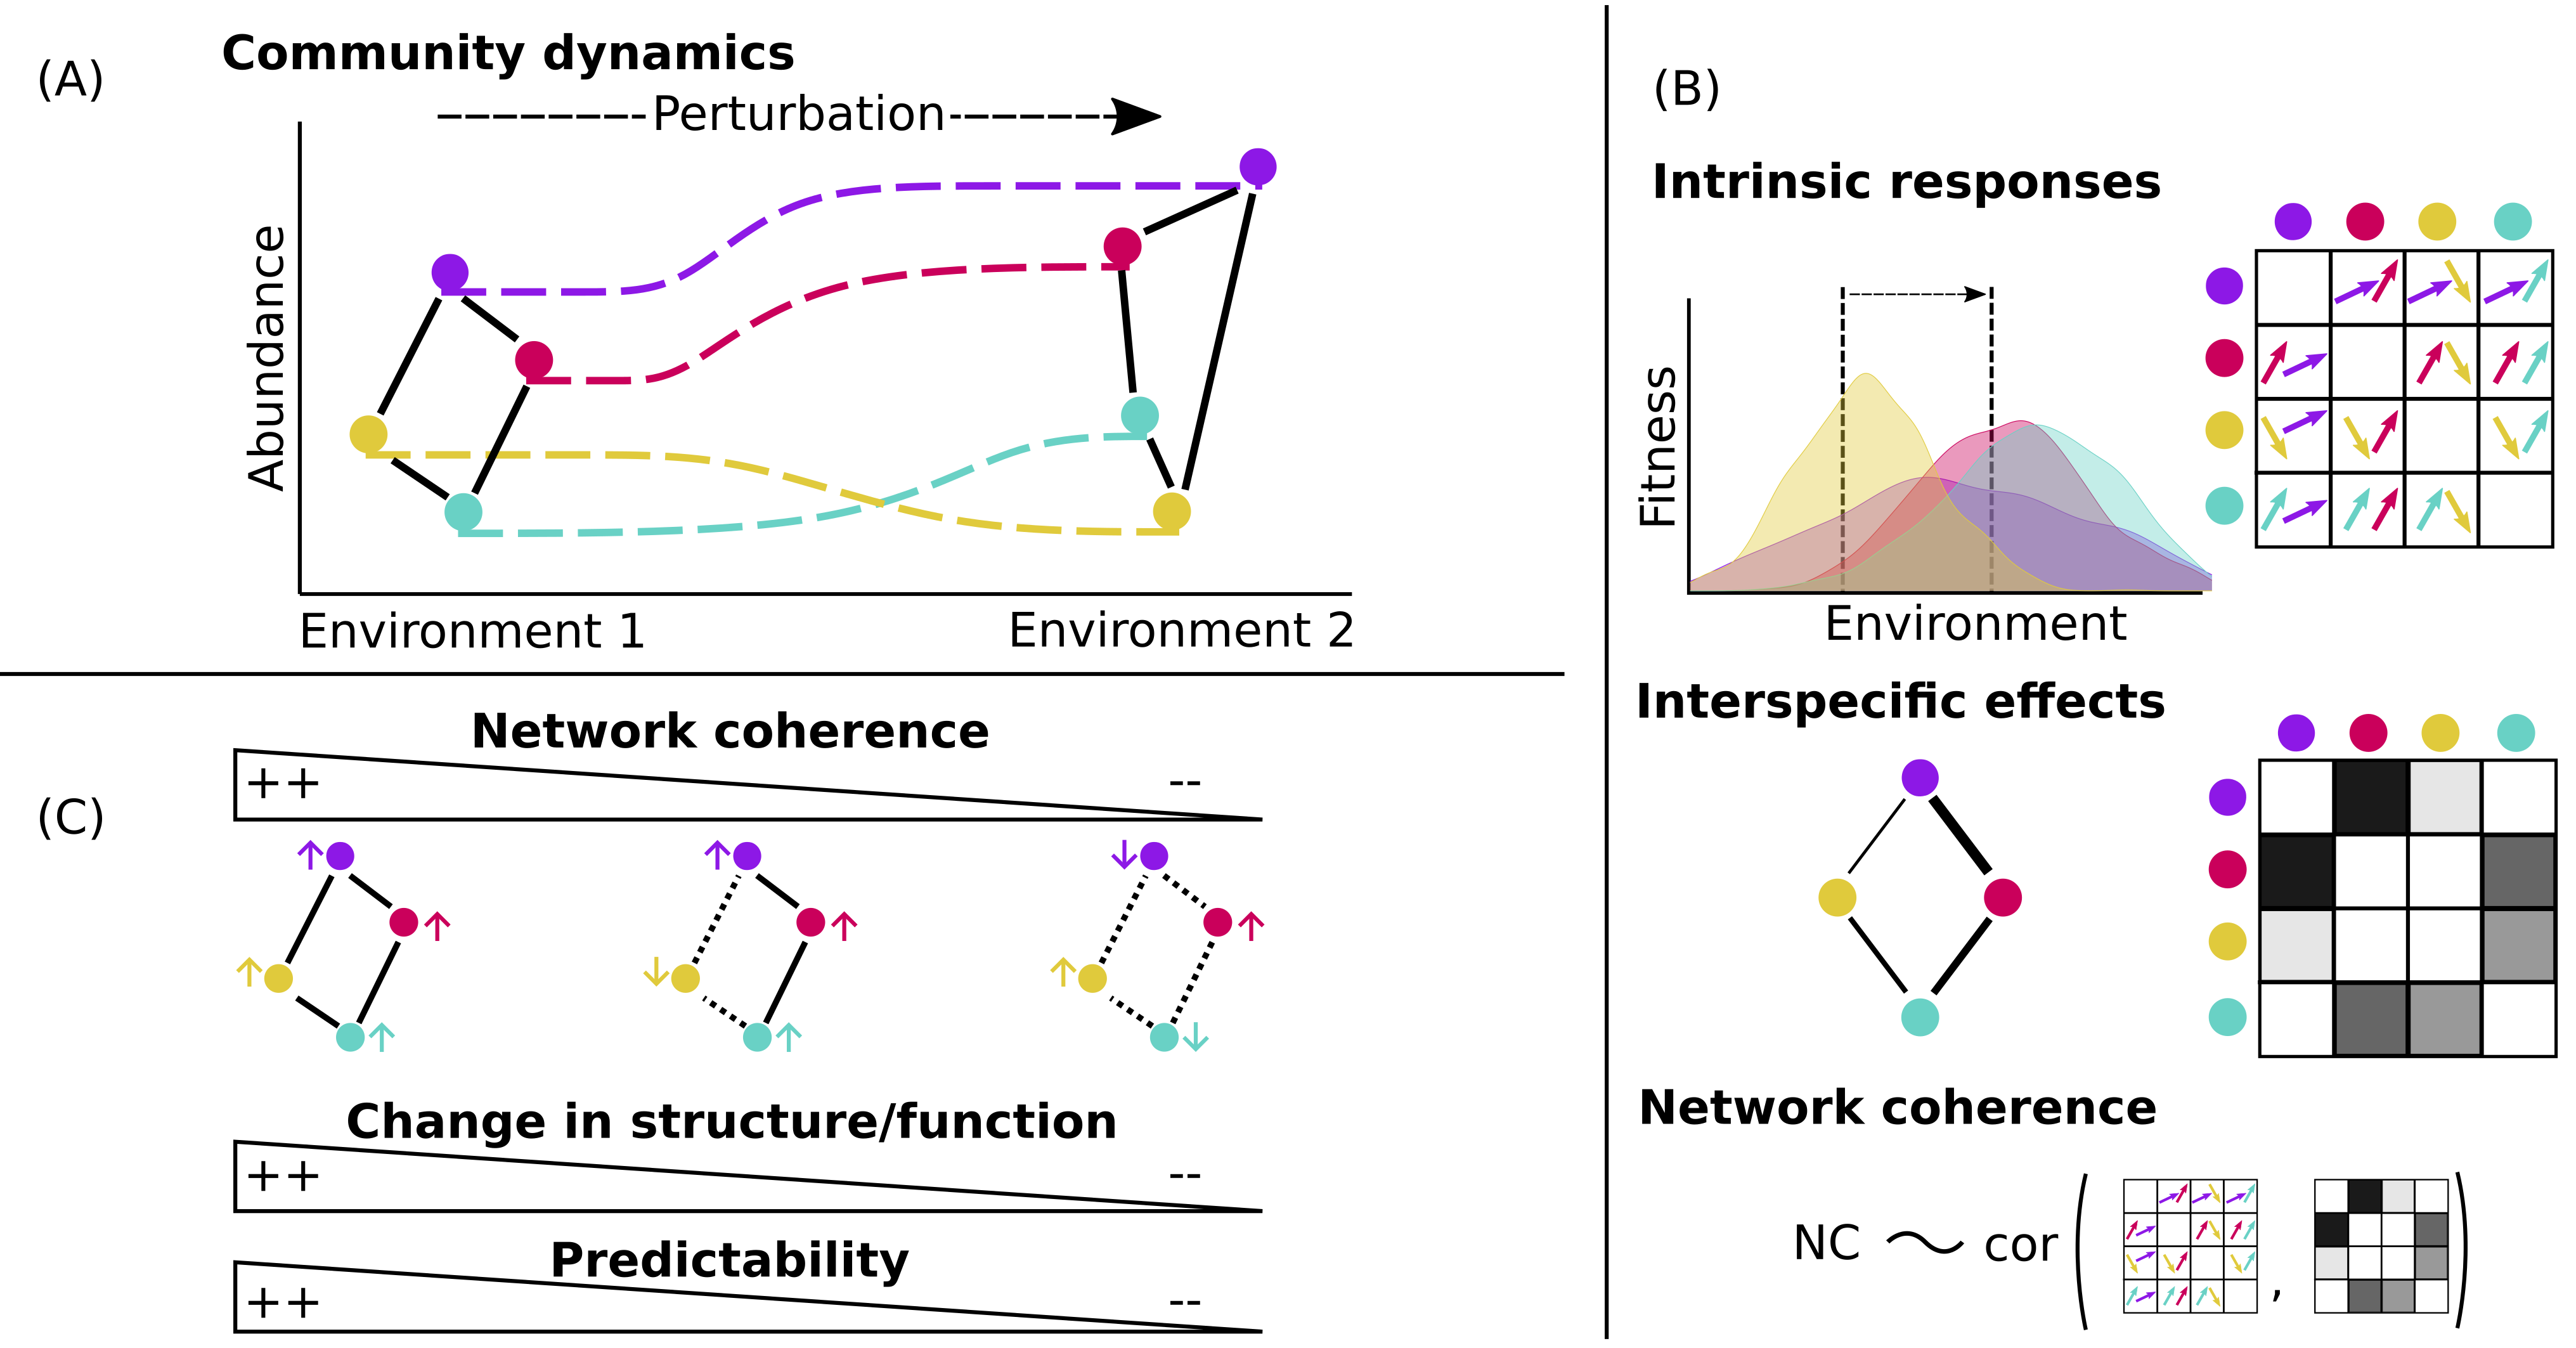 (A)
Community dynamics
Perturbation
Abundance
Environment 1
Environment 2
(B)
Intrinsic responses
Fitness
Environment
Interspecific effects
Network coherence
NC ~ cor ( , )
(C)
Network coherence
++ --
Change in structure/function
++ --
Predictability
++ --